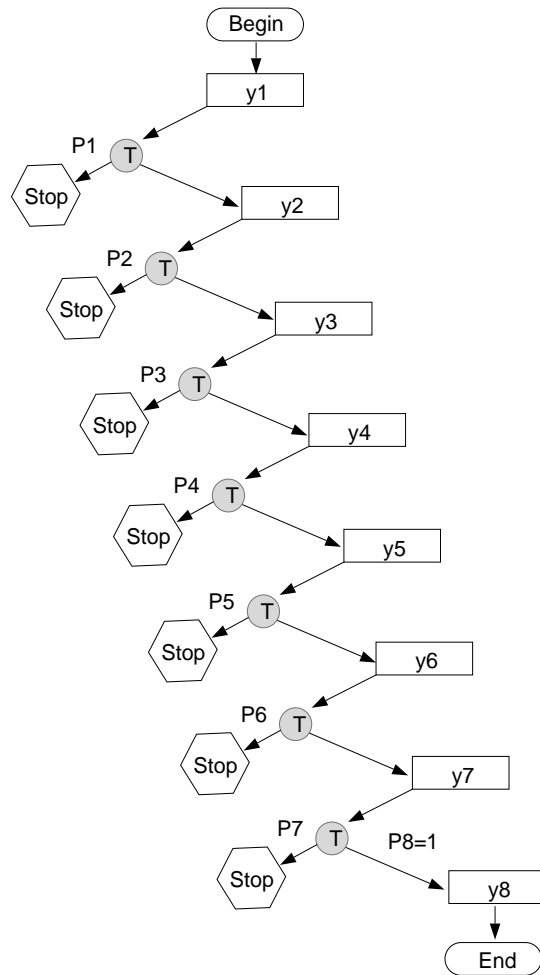 Begin
y1
P1
T
Stop
y2
P2
T
Stop
y3
P3
T
Stop
y4
P4
T
Stop
y5
P5
T
Stop
y6
P6
T
Stop
y7
P7
T
P8=1
Stop
y8
End